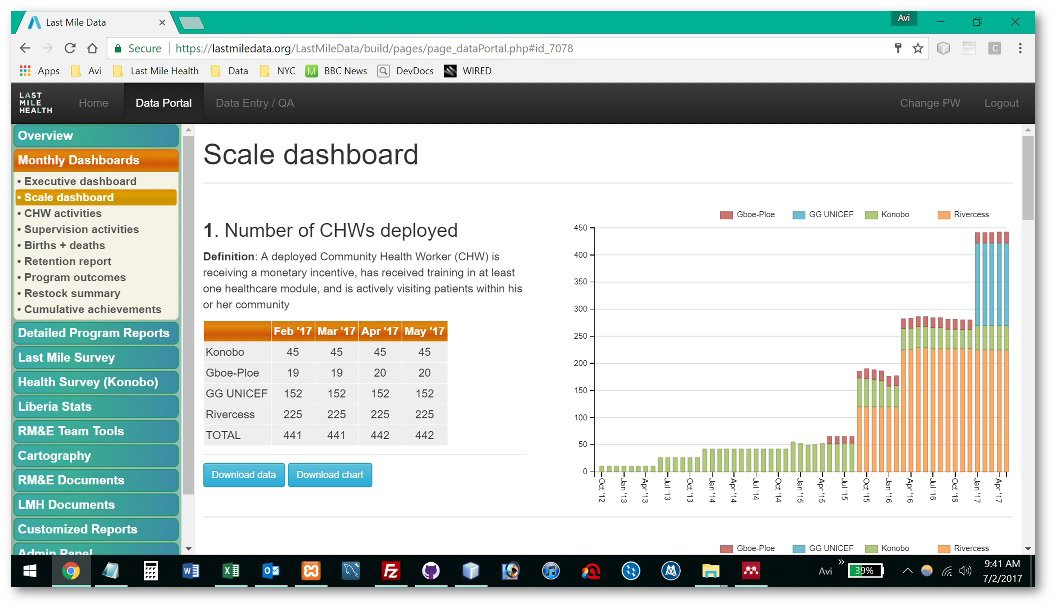 Last Mile Data
Avi
Secure https://lastmiledata.org/LastMileData/build/pages/page_dataPortal.php#id_7078
Apps Avi Last Mile Health Data NYC BBC News DevDocs WIRED
LAST
MILE
HEALTH
Home Data Portal Data Entry / QA Change PW Logout
Overview
Monthly Dashboards
• Executive dashboard
• Scale dashboard
• CHW activities
• Supervision activities
• Births + deaths
• Retention report
• Program outcomes
• Restock summary
• Cumulative achievements
Detailed Program Reports
Last Mile Survey
Health Survey (Konobo)
Liberia Stats
RM&E Team Tools
Cartography
RM&E Documents
LMH Documents
Customized Reports
Admin Panel
Scale dashboard
1. Number of CHWs deployed
Definition: A deployed Community Health Worker (CHW) is
receiving a monetary incentive, has received training in at least
one healthcare module, and is actively visiting patients within his
or her community
Feb '17 Mar '17 Apr '17 May '17
Konobo 45 45 45 45
Gboe-Ploe 19 19 20 20
GG UNICEF 152 152 152 152
Rivercess 225 225 225 225
TOTAL 441 441 442 442
Download data Download chart
Gboe-Ploe GG UNICEF Konobo Rivercess
450
400
350
300
250
200
150
100
50
0
Oct '12 Jan '13 Apr '13 Jul '13 Oct '13 Jan '14 Apr '14 Jul '14 Oct '14 Jan '15 Apr '15 Jul '15 Oct '15 Jan '16 Apr '16 Jul '16 Oct '16 Jan '17 Apr '17
Gboe-Ploe GG UNICEF Konobo Rivercess
Avi 39% 9:41 AM
7/2/2017